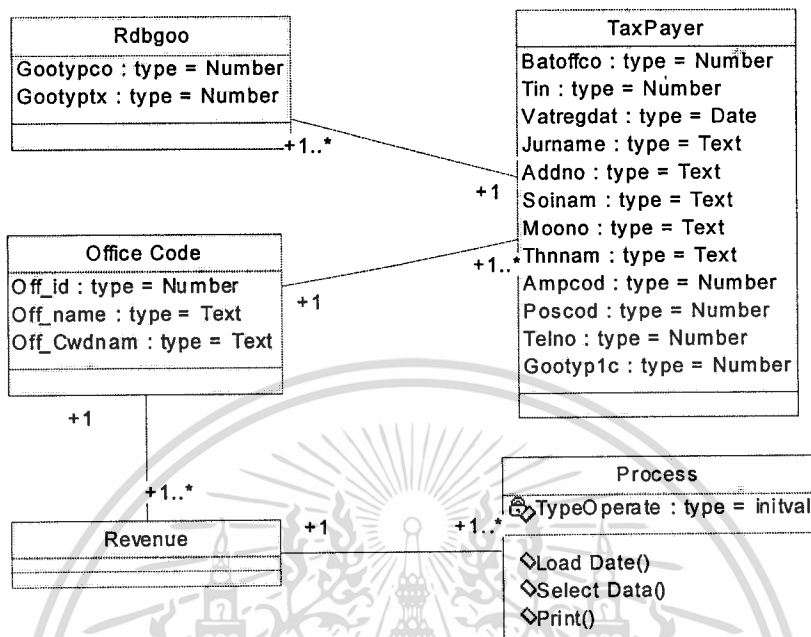 Rdbgoo
Gootypco : type = Number
Gootyptx : type = Number
+1..*
TaxPayer
Batoffco : type = Number
Tin : type = Number
Vatregdat : type = Date
Jurname : type = Text
Addno : type = Text
Soinam : type = Text
Moono : type = Text
Thnnam : type = Text
Ampcod : type = Number
Poscod : type = Number
Telno : type = Number
Gootyp1c : type = Number
+1
+1..*
Office Code
Off_id : type = Number
Off_name : type = Text
Off_Cwdnam : type = Text
+1
+1
+1..*
Revenue
+1
+1..*
Process
TypeOperate : type = initval
Load Date()
Select Data()
Print()